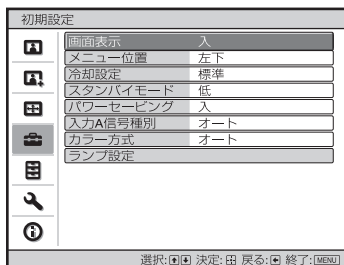 初期設定
画面表示 入
メニュー位置 左下
冷却設定 標準
スタンバイモード 低
パワーセービング 入
入力A信号種別 オート
カラー方式 オート
ランプ設定
選択: 決定: 戻る: 終了: MENU